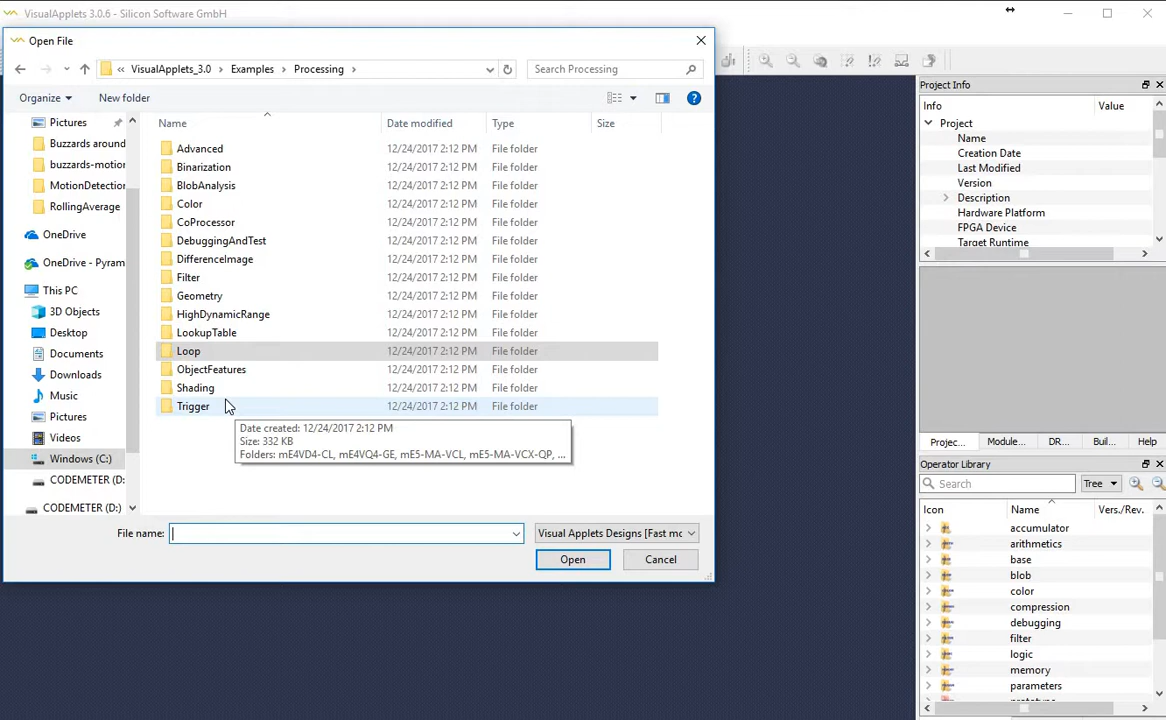 VisualApplets 3.0.6 - Silicon Software GmbH
Open File
« VisualApplets_3.0 › Examples › Processing ›
Search Processing
Organize
New folder
Name
Date modified
Type
Size
Pictures
Buzzards around
buzzards-motion
MotionDetection
RollingAverage
OneDrive
OneDrive - Pyram
This PC
3D Objects
Desktop
Documents
Downloads
Music
Pictures
Videos
Windows (C:)
CODEMETER (D:
CODEMETER (D:)
Advanced 12/24/2017 2:12 PM File folder
Binarization 12/24/2017 2:12 PM File folder
BlobAnalysis 12/24/2017 2:12 PM File folder
Color 12/24/2017 2:12 PM File folder
CoProcessor 12/24/2017 2:12 PM File folder
DebuggingAndTest 12/24/2017 2:12 PM File folder
DifferenceImage 12/24/2017 2:12 PM File folder
Filter 12/24/2017 2:12 PM File folder
Geometry 12/24/2017 2:12 PM File folder
HighDynamicRange 12/24/2017 2:12 PM File folder
LookupTable 12/24/2017 2:12 PM File folder
Loop 12/24/2017 2:12 PM File folder
ObjectFeatures 12/24/2017 2:12 PM File folder
Shading 12/24/2017 2:12 PM File folder
Trigger 12/24/2017 2:12 PM File folder
Date created: 12/24/2017 2:12 PM
Size: 332 KB
Folders: mE4VD4-CL, mE4VQ4-GE, mE5-MA-VCL, mE5-MA-VCX-QP, ...
File name:
Visual Applets Designs [Fast mc
Open
Cancel
Project Info
Info
Value
Project
Name
Creation Date
Last Modified
Version
Description
Hardware Platform
FPGA Device
Target Runtime
Projec...
Module...
DR...
Buil...
Help
Operator Library
Search
Tree
Icon
Name
Vers./Rev.
accumulator
arithmetics
base
blob
color
compression
debugging
filter
logic
memory
parameters